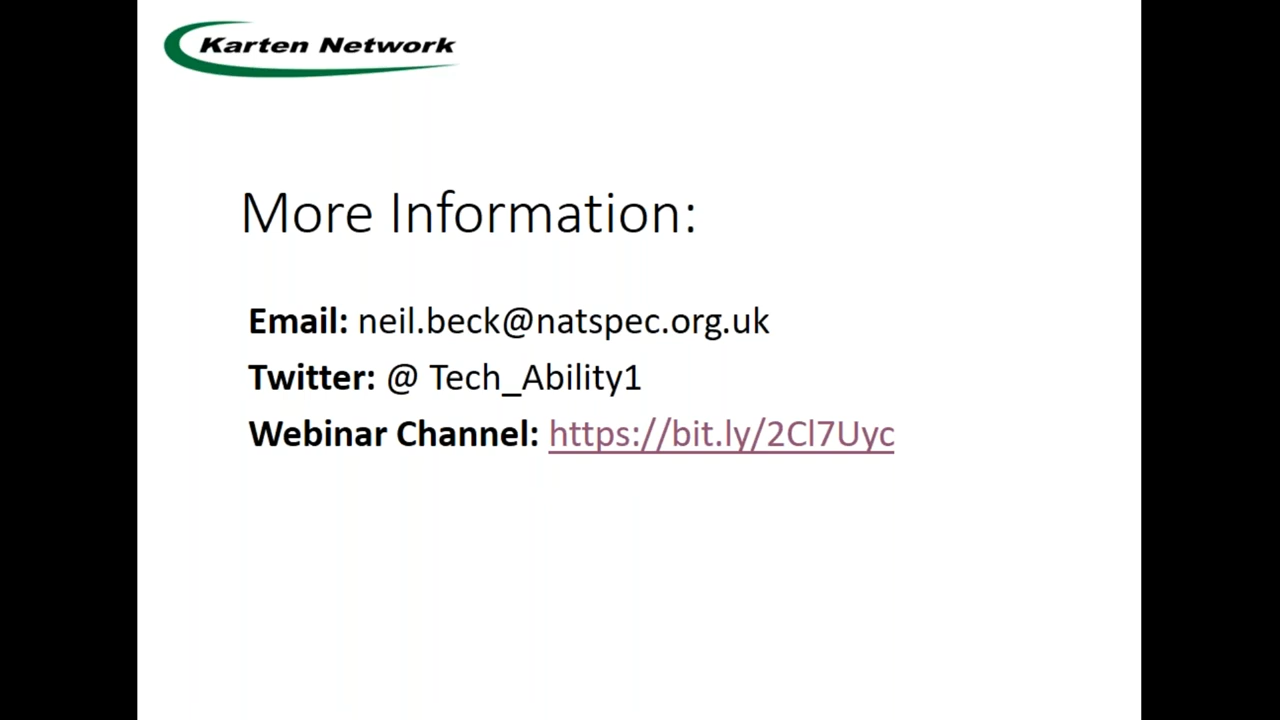 Karten Network
More Information:
Email: neil.beck@natspec.org.uk
Twitter: @ Tech_Ability1
Webinar Channel: https://bit.ly/2Cl7Uyc